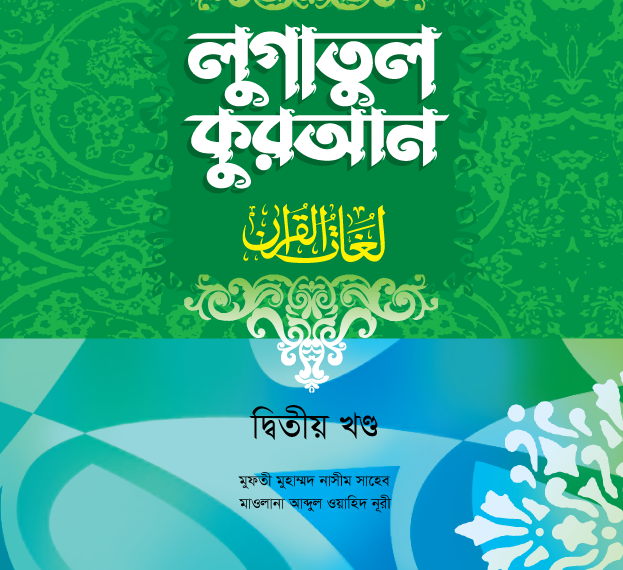 লুগাতুল
কুরআন
لغات القرآن
দ্বিতীয় খণ্ড
মুফতী মুহাম্মদ নাসীম সাহেব
মাওলানা আব্দুল ওয়াহিদ নূরী